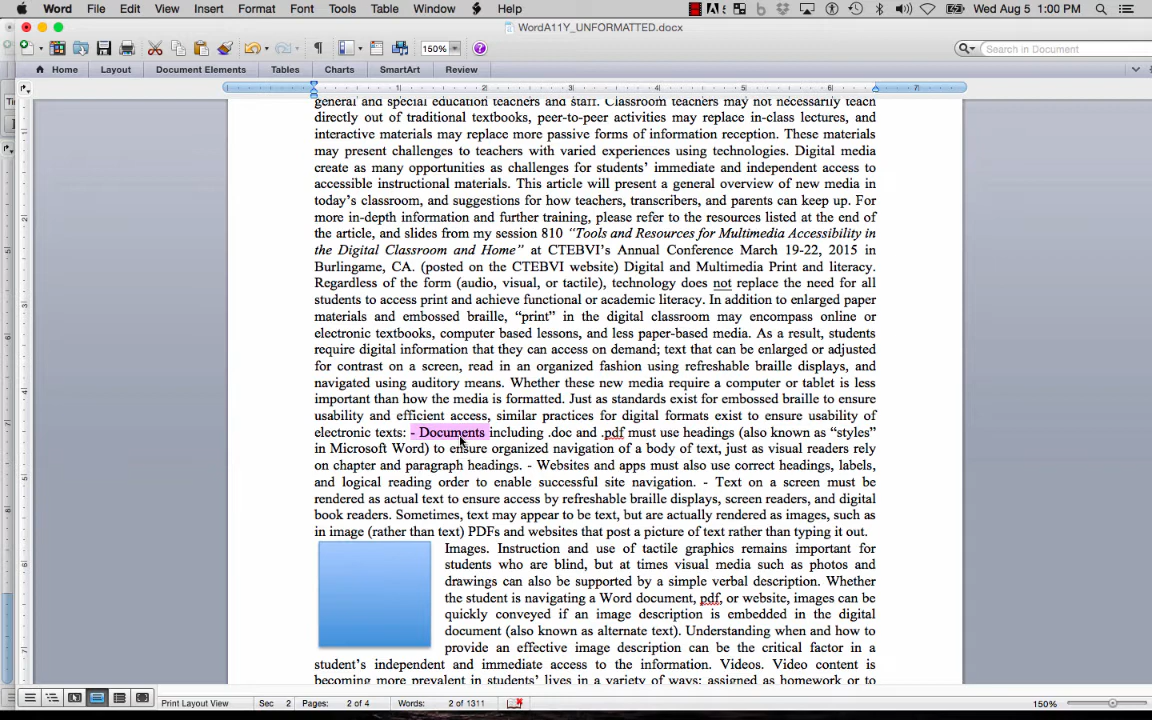 Word File Edit View Insert Format Font Tools Table Window Help Wed Aug 5 1:00 PM
WordA11Y_UNFORMATTED.docx
150% Search in Document
Home Layout Document Elements Tables Charts SmartArt Review
1 2 3 4 5 6 7
general and special education teachers and staff. Classroom teachers may not necessarily teach
directly out of traditional textbooks, peer-to-peer activities may replace in-class lectures, and
interactive materials may replace more passive forms of information reception. These materials
may present challenges to teachers with varied experiences using technologies. Digital media
create as many opportunities as challenges for students’ immediate and independent access to
accessible instructional materials. This article will present a general overview of new media in
today’s classroom, and suggestions for how teachers, transcribers, and parents can keep up. For
more in-depth information and further training, please refer to the resources listed at the end of
the article, and slides from my session 810 “Tools and Resources for Multimedia Accessibility in
the Digital Classroom and Home” at CTEBVI’s Annual Conference March 19-22, 2015 in
Burlingame, CA. (posted on the CTEBVI website) Digital and Multimedia Print and literacy.
Regardless of the form (audio, visual, or tactile), technology does not replace the need for all
students to access print and achieve functional or academic literacy. In addition to enlarged paper
materials and embossed braille, “print” in the digital classroom may encompass online or
electronic textbooks, computer based lessons, and less paper-based media. As a result, students
require digital information that they can access on demand; text that can be enlarged or adjusted
for contrast on a screen, read in an organized fashion using refreshable braille displays, and
navigated using auditory means. Whether these new media require a computer or tablet is less
important than how the media is formatted. Just as standards exist for embossed braille to ensure
usability and efficient access, similar practices for digital formats exist to ensure usability of
electronic texts: - Documents including .doc and .pdf must use headings (also known as “styles”
in Microsoft Word) to ensure organized navigation of a body of text, just as visual readers rely
on chapter and paragraph headings. - Websites and apps must also use correct headings, labels,
and logical reading order to enable successful site navigation. - Text on a screen must be
rendered as actual text to ensure access by refreshable braille displays, screen readers, and digital
book readers. Sometimes, text may appear to be text, but are actually rendered as images, such as
in image (rather than text) PDFs and websites that post a picture of text rather than typing it out.
Images. Instruction and use of tactile graphics remains important for
students who are blind, but at times visual media such as photos and
drawings can also be supported by a simple verbal description. Whether
the student is navigating a Word document, pdf, or website, images can be
quickly conveyed if an image description is embedded in the digital
document (also known as alternate text). Understanding when and how to
provide an effective image description can be the critical factor in a
student’s independent and immediate access to the information. Videos. Video content is
becoming more prevalent in students’ lives in a variety of ways: assigned as homework or to
Print Layout View Sec 2 Pages: 2 of 4 Words: 2 of 1311 150%